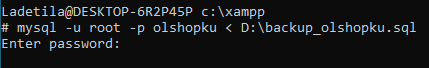 Ladetila@DESKTOP-6R2P45P c:\xampp
# mysql -u root -p olshopku < D:\backup_olshopku.sql
Enter password: